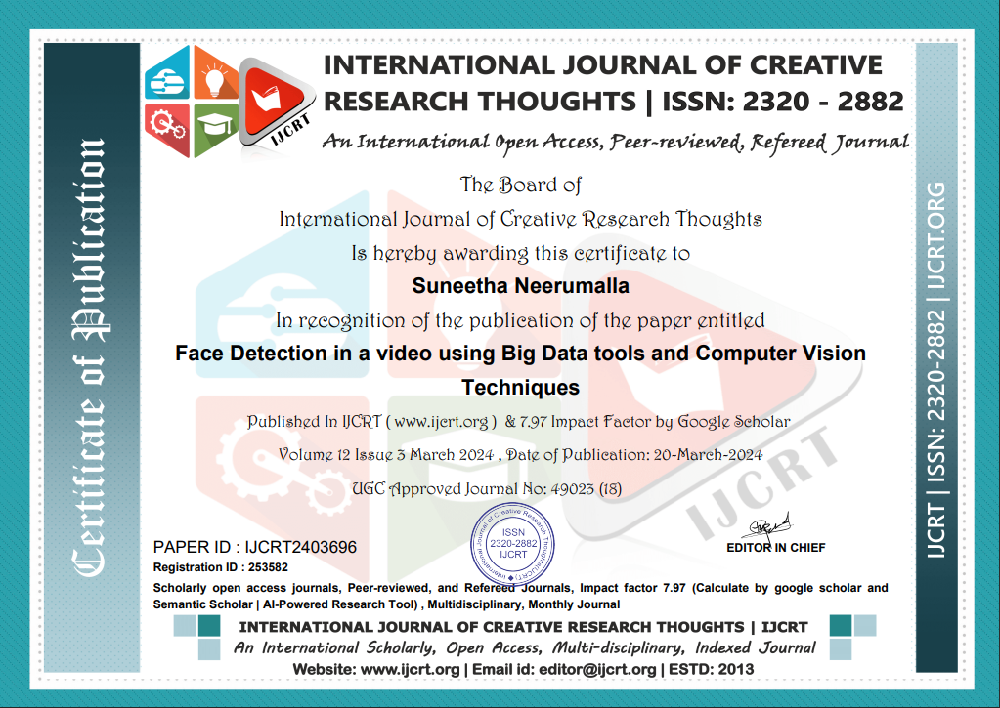 INTERNATIONAL JOURNAL OF CREATIVE
RESEARCH THOUGHTS | ISSN: 2320 - 2882
An International Open Access, Peer-reviewed, Refereed Journal
IJCRT
Certificate of Publication
The Board of
International Journal of Creative Research Thoughts
Is hereby awarding this certificate to
Suneetha Neerumalla
In recognition of the publication of the paper entitled
Face Detection in a video using Big Data tools and Computer Vision
Techniques
Published In IJCRT ( www.ijcrt.org ) & 7.97 Impact Factor by Google Scholar
Volume 12 Issue 3 March 2024 , Date of Publication: 20-March-2024
UGC Approved Journal No: 49023 (18)
IJCRT
IJCRT | ISSN: 2320-2882 | IJCRT.ORG
International Journal of Creative Research Thoughts(IJCRT)
ISSN
2320-2882
IJCRT
PAPER ID : IJCRT2403696
Registration ID : 253582
EDITOR IN CHIEF
Scholarly open access journals, Peer-reviewed, and Refereed Journals, Impact factor 7.97 (Calculate by google scholar and
Semantic Scholar | AI-Powered Research Tool) , Multidisciplinary, Monthly Journal
INTERNATIONAL JOURNAL OF CREATIVE RESEARCH THOUGHTS | IJCRT
An International Scholarly, Open Access, Multi-disciplinary, Indexed Journal
Website: www.ijcrt.org | Email id: editor@ijcrt.org | ESTD: 2013